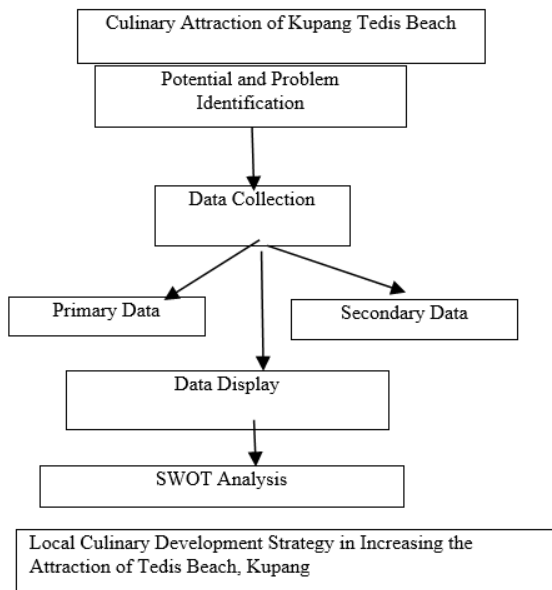 Culinary Attraction of Kupang Tedis Beach
Potential and Problem
Identification
Data Collection
Primary Data
Secondary Data
Data Display
SWOT Analysis
Local Culinary Development Strategy in Increasing the
Attraction of Tedis Beach, Kupang